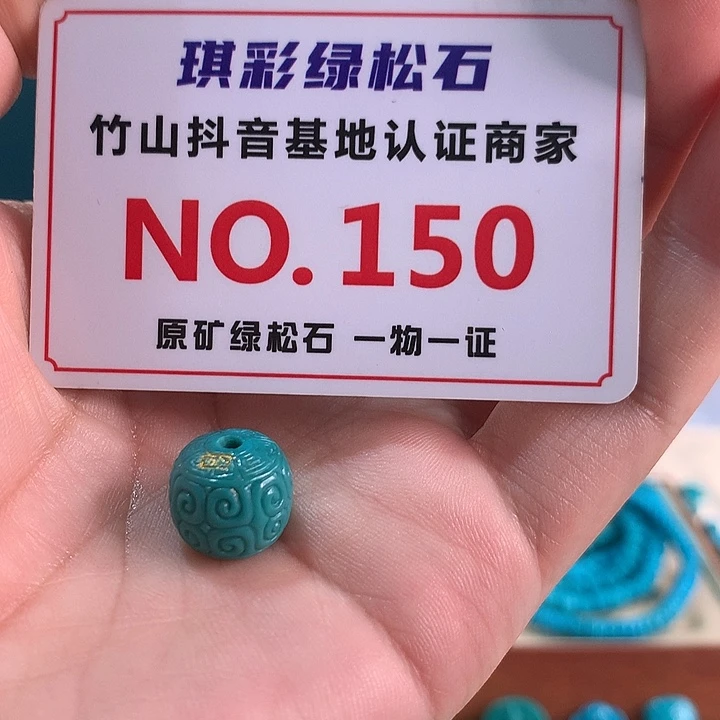 琪彩绿松石
竹山抖音基地认证商家
NO.150
原矿绿松石 一物一证